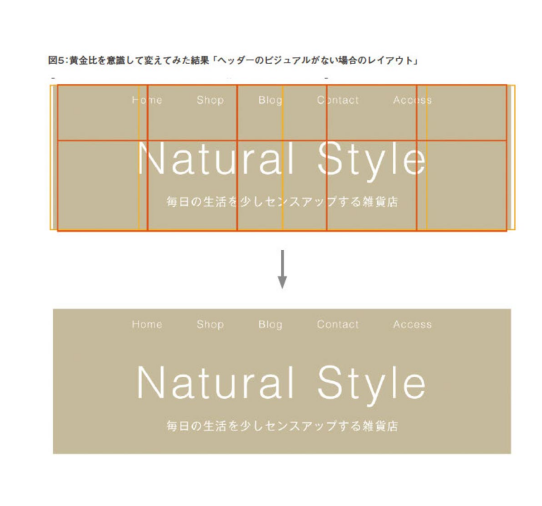 図5:黄金比を意識して変えてみた結果「ヘッダーのビジュアルがない場合のレイアウト」
Home Shop Blog Contact Access
Natural Style
毎日の生活を少しセンスアップする雑貨店
Home Shop Blog Contact Access
Natural Style
毎日の生活を少しセンスアップする雑貨店